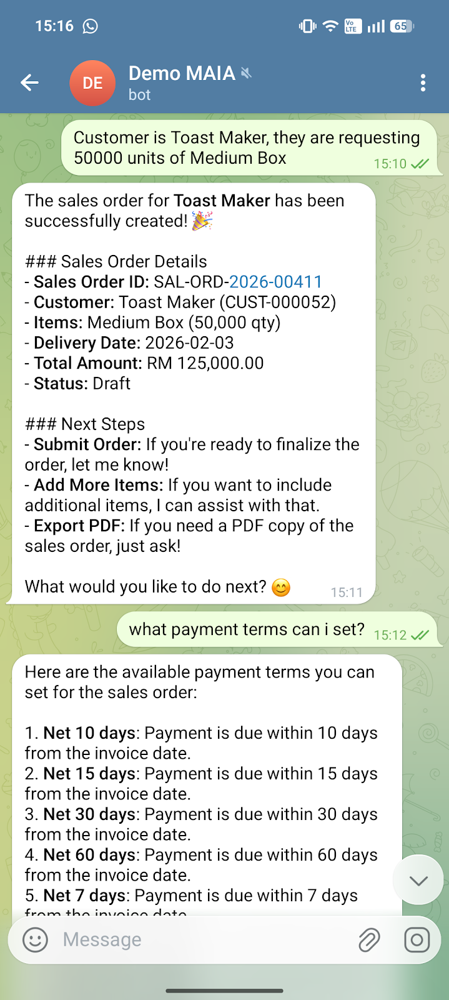 15:16
Vo LTE
65
DE
Demo MAIA
bot
Customer is Toast Maker, they are requesting
50000 units of Medium Box
15:10
The sales order for Toast Maker has been
successfully created! 🎉
### Sales Order Details
- Sales Order ID: SAL-ORD-2026-00411
- Customer: Toast Maker (CUST-000052)
- Items: Medium Box (50,000 qty)
- Delivery Date: 2026-02-03
- Total Amount: RM 125,000.00
- Status: Draft
### Next Steps
- Submit Order: If you're ready to finalize the
order, let me know!
- Add More Items: If you want to include
additional items, I can assist with that.
- Export PDF: If you need a PDF copy of the
sales order, just ask!
What would you like to do next? 😊
15:11
what payment terms can i set?
15:12
Here are the available payment terms you can
set for the sales order:
1. Net 10 days: Payment is due within 10 days
from the invoice date.
2. Net 15 days: Payment is due within 15 days
from the invoice date.
3. Net 30 days: Payment is due within 30 days
from the invoice date.
4. Net 60 days: Payment is due within 60 days
from the invoice date.
5. Net 7 days: Payment is due within 7 days
from the invoice date
Message